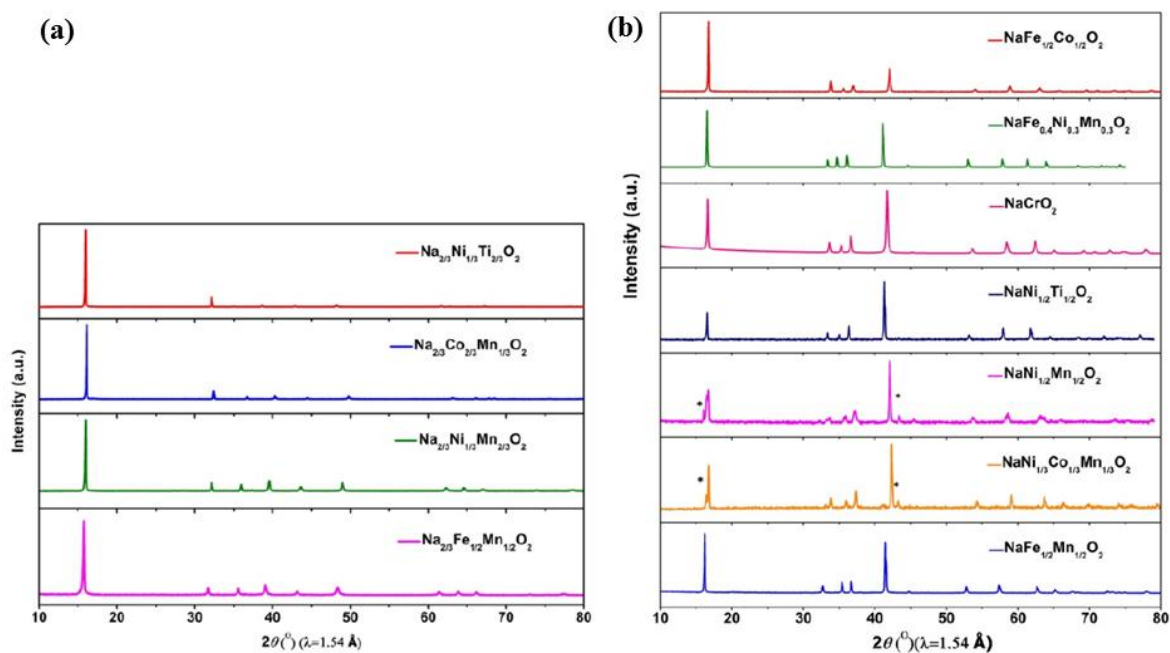 (a)
Intensity (a.u.)
Na2/3Ni1/3Ti2/3O2
Na2/3Co2/3Mn1/3O2
Na2/3Ni1/3Mn2/3O2
Na2/3Fe1/2Mn1/2O2
10 20 30 40 50 60 70 80
2θ(O) (λ=1.54 Å)
(b)
Intensity (a.u.)
NaFe1/2Co1/2O2
NaFe0.4Ni0.3Mn0.3O2
NaCrO2
NaNi1/2Ti1/2O2
NaNi1/2Mn1/2O2
* *
NaNi1/3Co1/3Mn1/3O2
* *
NaFe1/2Mn1/2O2
10 20 30 40 50 60 70 80
2θ(O)(λ=1.54 Å)